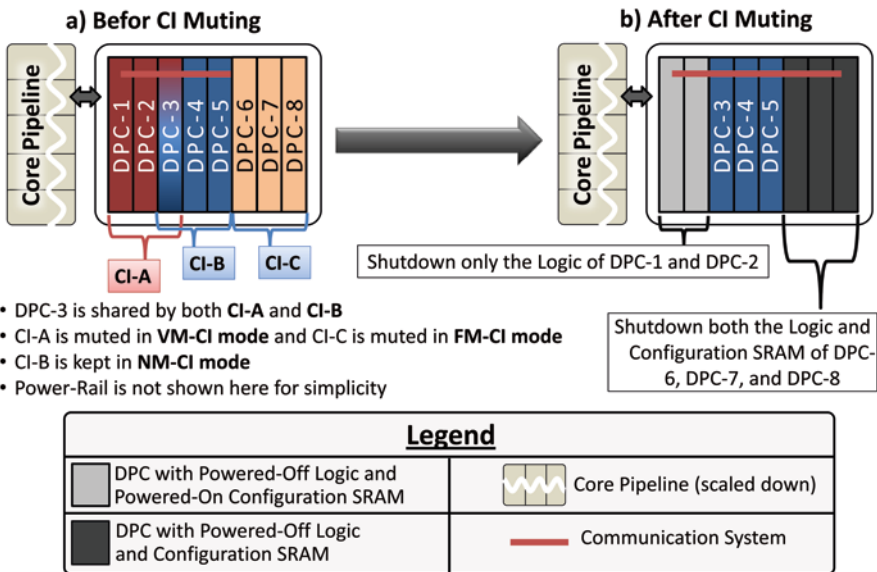 a) Befor CI Muting
b) After CI Muting
Core Pipeline
DPC-1
DPC-2
DPC-3
DPC-4
DPC-5
DPC-6
DPC-7
DPC-8
CI-A
CI-B
CI-C
Core Pipeline
DPC-3
DPC-4
DPC-5
Shutdown only the Logic of DPC-1 and DPC-2
Shutdown both the Logic and
Configuration SRAM of DPC-
6, DPC-7, and DPC-8
• DPC-3 is shared by both CI-A and CI-B
• CI-A is muted in VM-CI mode and CI-C is muted in FM-CI mode
• CI-B is kept in NM-CI mode
• Power-Rail is not shown here for simplicity
Legend
DPC with Powered-Off Logic and
Powered-On Configuration SRAM
Core Pipeline (scaled down)
DPC with Powered-Off Logic
and Configuration SRAM
Communication System